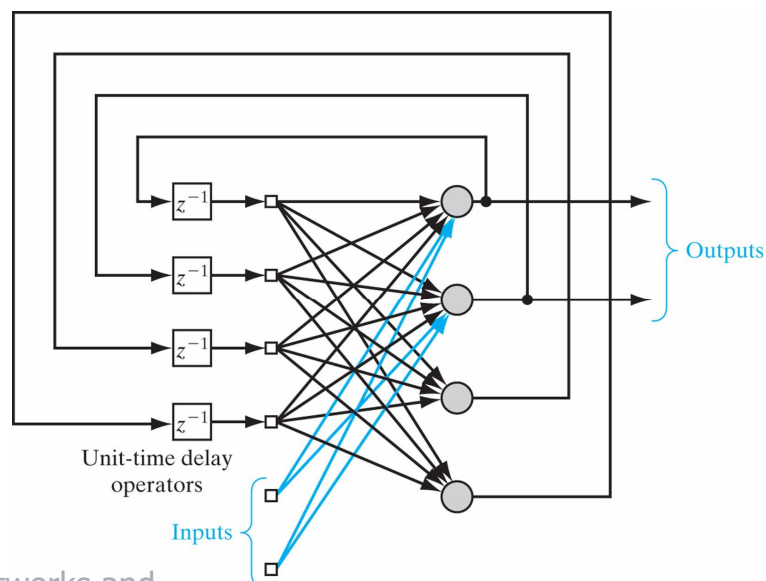 z⁻¹
z⁻¹
Outputs
z⁻¹
z⁻¹
Unit-time delay
operators
Inputs